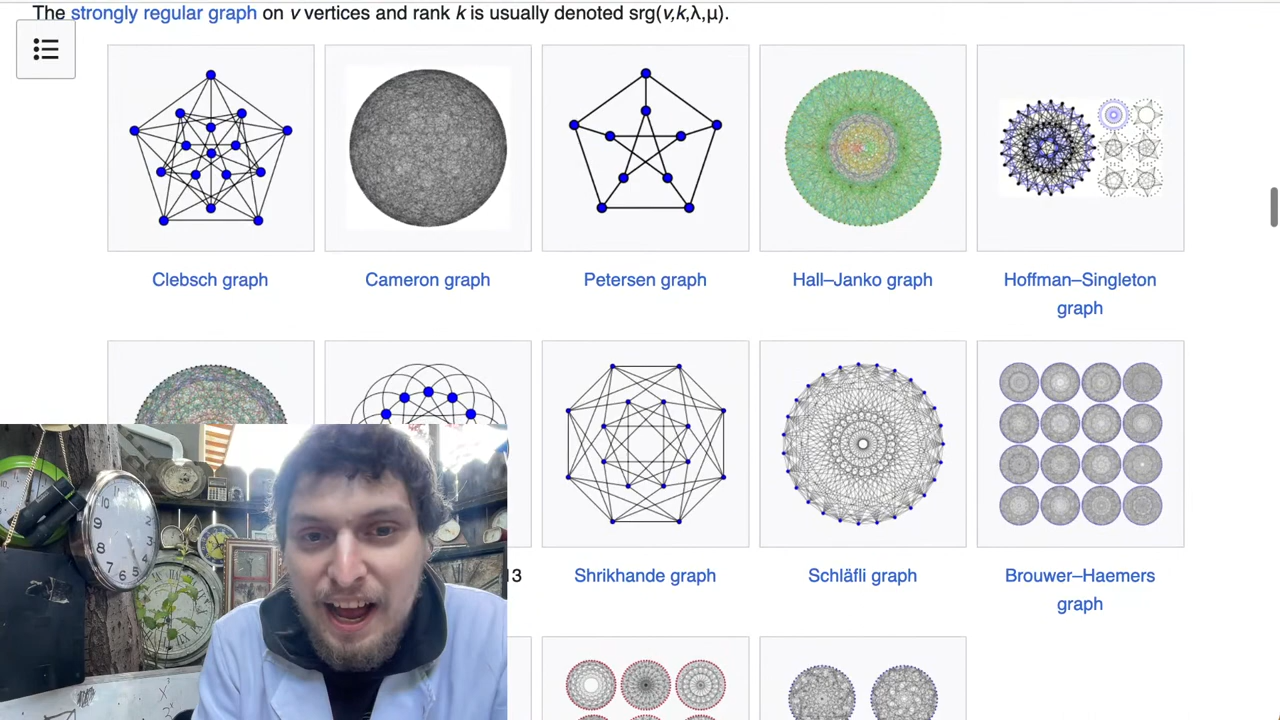 The strongly regular graph on v vertices and rank k is usually denoted srg(v,k,λ,μ).
Clebsch graph
Cameron graph
Petersen graph
Hall–Janko graph
Hoffman–Singleton
graph
13
Shrikhande graph
Schläfli graph
Brouwer–Haemers
graph